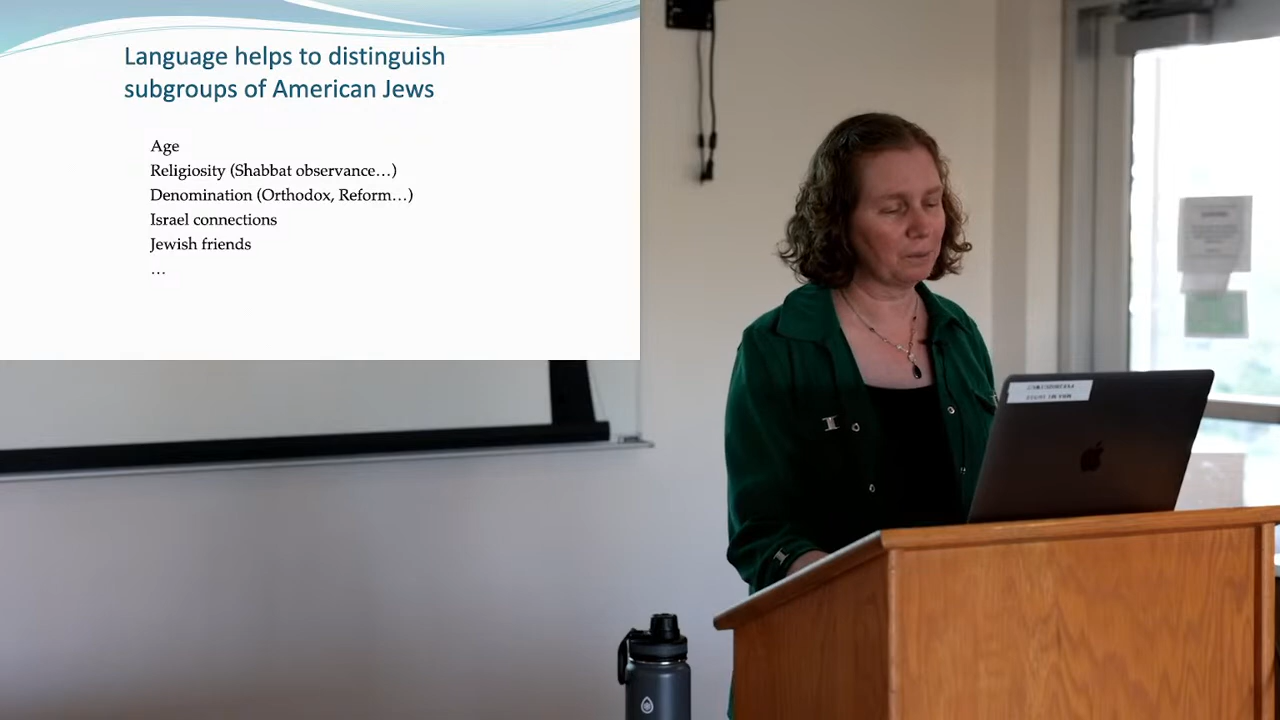 Language helps to distinguish
subgroups of American Jews
Age
Religiosity (Shabbat observance…)
Denomination (Orthodox, Reform…)
Israel connections
Jewish friends
…